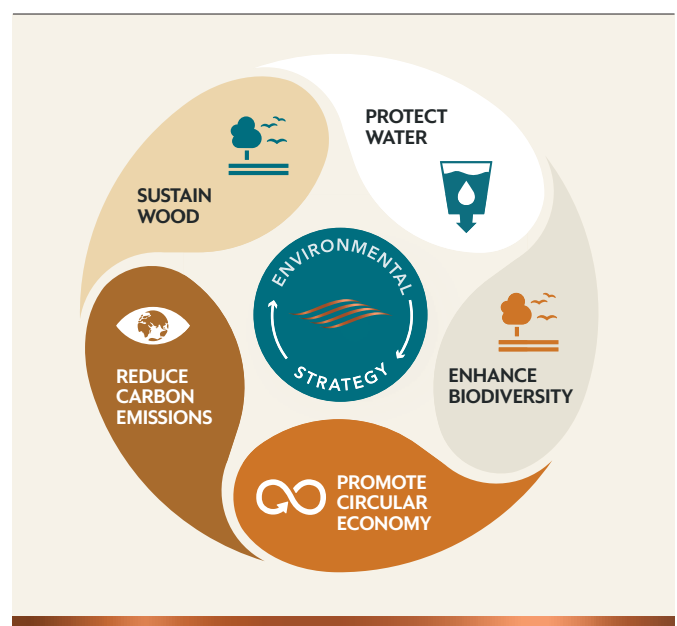 PROTECT
WATER
SUSTAIN
WOOD
ENVIRONMENTAL
STRATEGY
REDUCE
CARBON
EMISSIONS
ENHANCE
BIODIVERSITY
PROMOTE
CIRCULAR
ECONOMY